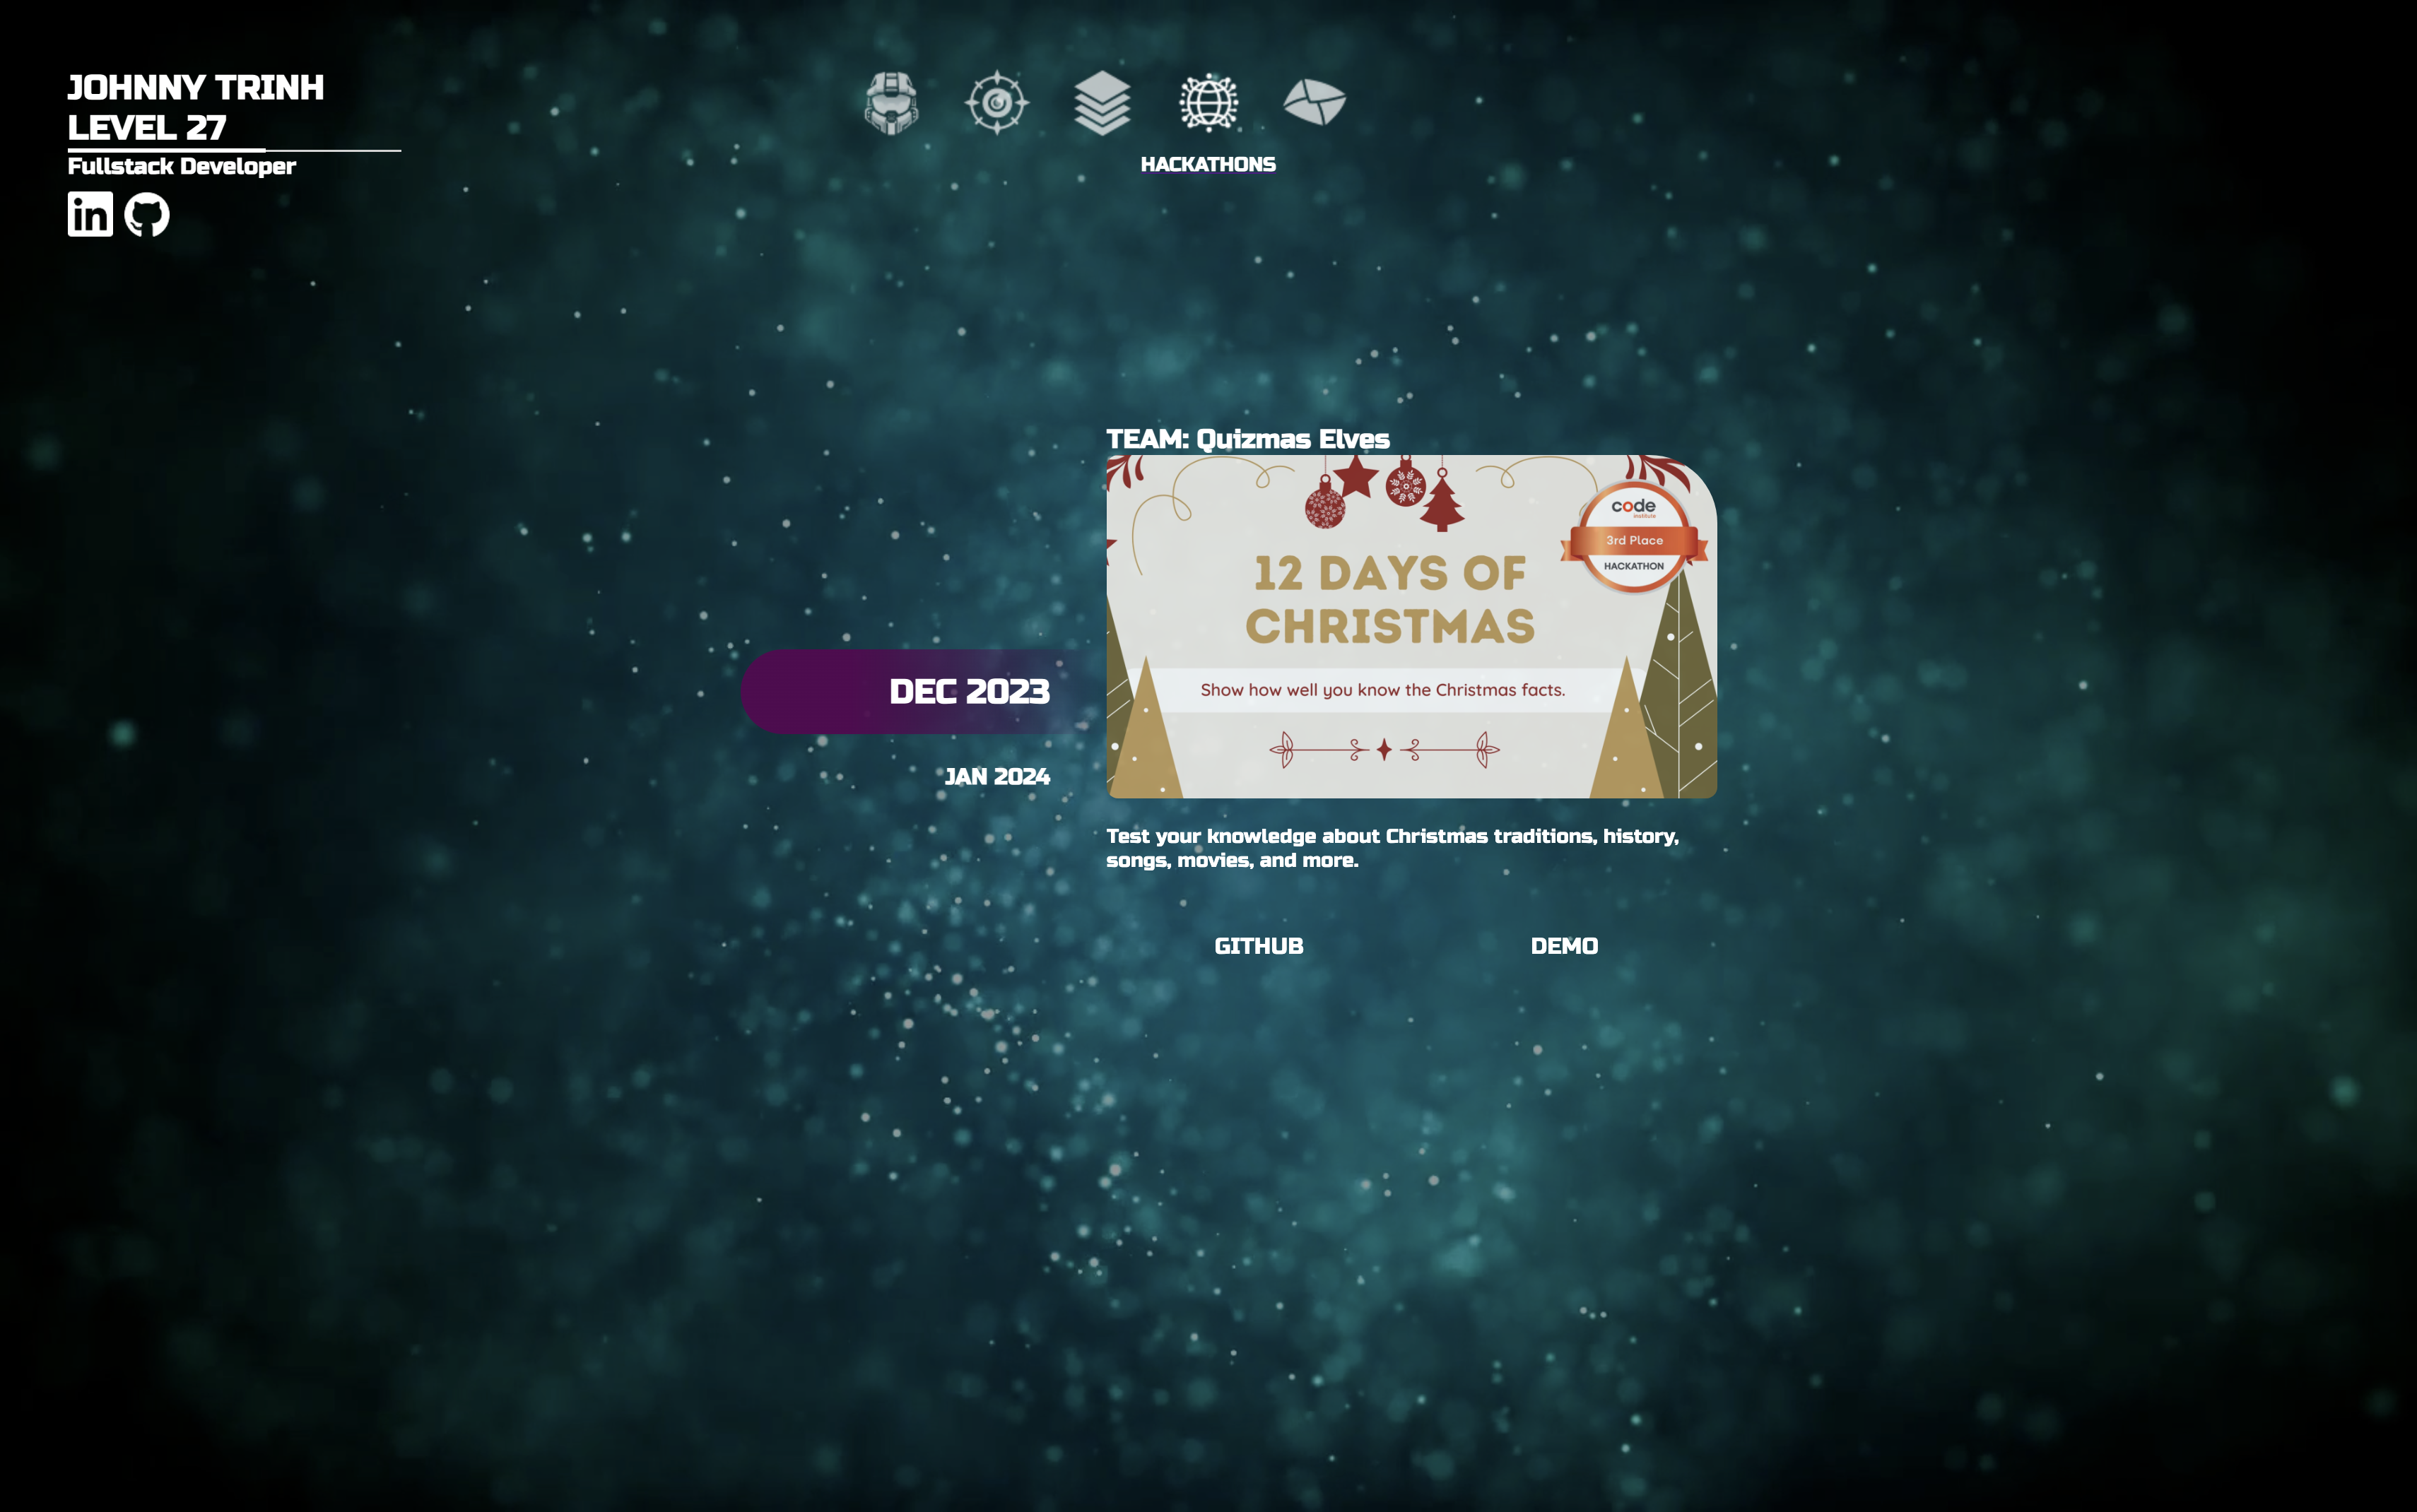 JOHNNY TRINH
LEVEL 27
Fullstack Developer
in
HACKATHONS
DEC 2023
JAN 2024
TEAM: Quizmas Elves
code
institute
3rd Place
HACKATHON
12 DAYS OF
CHRISTMAS
Show how well you know the Christmas facts.
Test your knowledge about Christmas traditions, history,
songs, movies, and more.
GITHUB
DEMO